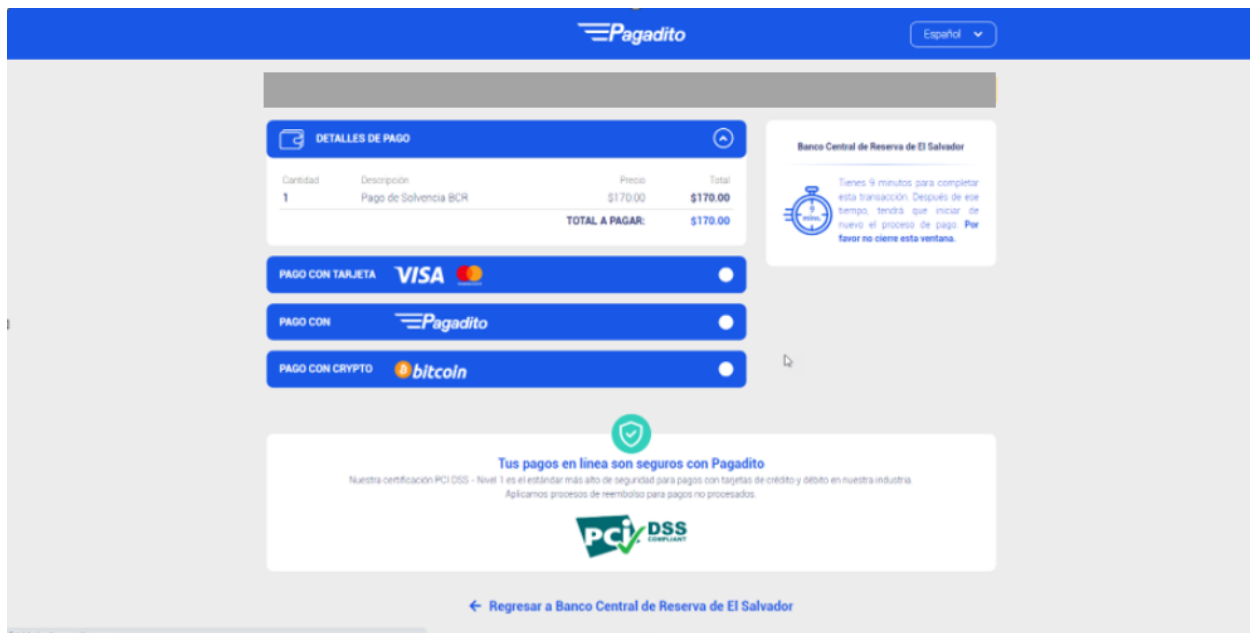 Pagadito
Español
DETALLES DE PAGO
Cantidad Descripción Precio Total
1 Pago de Solvencia BCR $170.00 $170.00
TOTAL A PAGAR: $170.00
Banco Central de Reserva de El Salvador
9
mins.
Tienes 9 minutos para completar
esta transacción. Después de ese
tiempo, tendrá que iniciar de
nuevo el proceso de pago. Por
favor no cierre esta ventana.
PAGO CON TARJETA VISA
PAGO CON Pagadito
PAGO CON CRYPTO bitcoin
Tus pagos en línea son seguros con Pagadito
Nuestra certificación PCI DSS - Nivel 1 es el estándar más alto de seguridad para pagos con tarjetas de crédito y débito en nuestra industria.
Aplicamos procesos de reembolso para pagos no procesados.
PCI DSS
COMPLIANT
← Regresar a Banco Central de Reserva de El Salvador